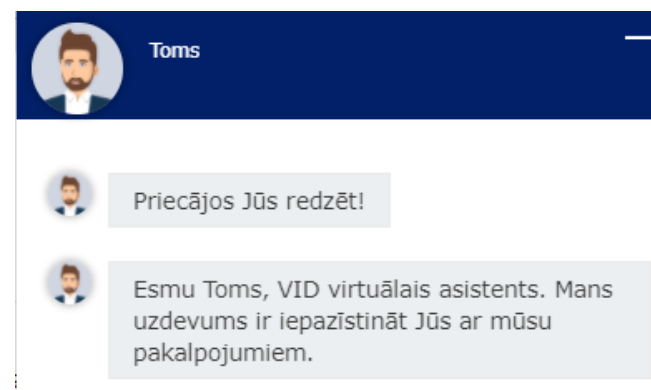 Toms
Priecājos Jūs redzēt!
Esmu Toms, VID virtuālais asistents. Mans
uzdevums ir iepazīstināt Jūs ar mūsu
pakalpojumiem.